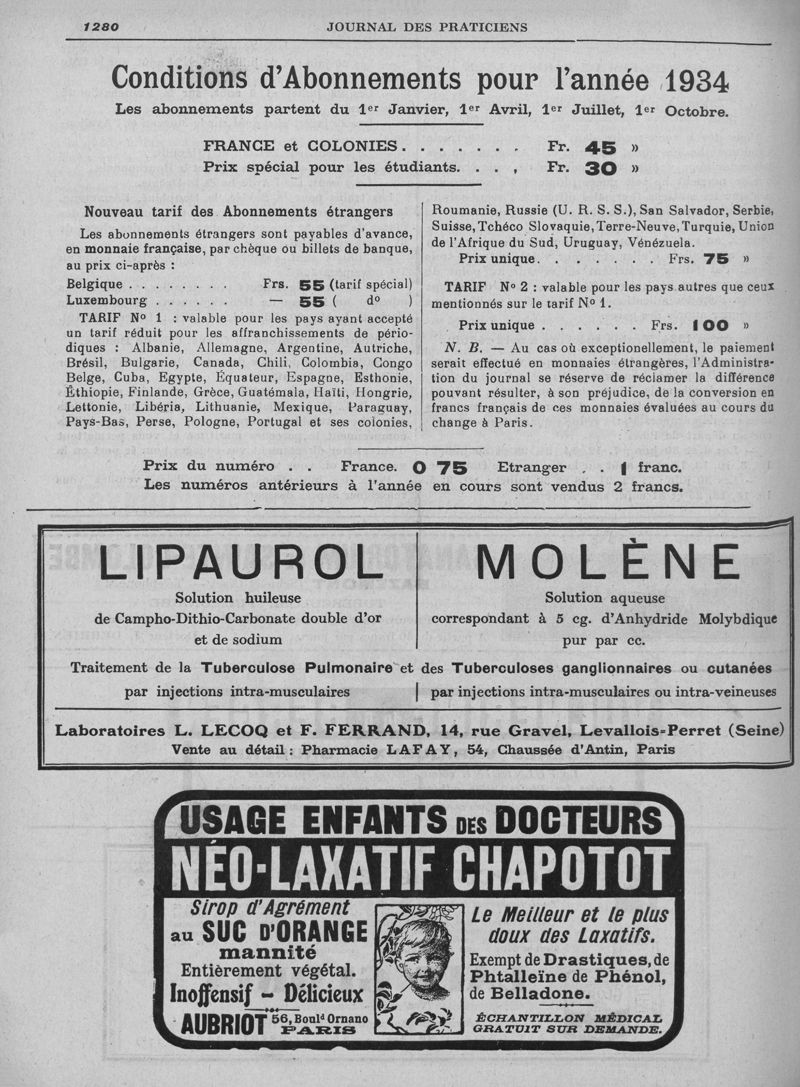 1280
JOURNAL DES PRATICIENS
Conditions d'Abonnements pour l'année 1934
Les abonnements partent du 1er Janvier, 1er Avril, 1er Juillet, 1er Octobre.
FRANCE et COLONIES. . . . . . . Fr. 45 »
Prix spécial pour les étudiants. . . , Fr. 30 »
Nouveau tarif des Abonnements étrangers
Les abonnements étrangers sont payables d'avance,
en monnaie française, par chèque ou billets de banque,
au prix ci-après :
Belgique . . . . . . . . Frs. 55 (tarif spécial)
Luxembourg . . . . . . — 55 ( do )
TARIF No 1 : valable pour les pays ayant accepté
un tarif réduit pour les affranchissements de pério-
diques : Albanie, Allemagne, Argentine, Autriche,
Brésil, Bulgarie, Canada, Chili, Colombia, Congo
Belge, Cuba, Egypte, Équateur, Espagne, Esthonie,
Éthiopie, Finlande, Grèce, Guatémala, Haïti, Hongrie,
Lettonie, Libéria, Lithuanie, Mexique, Paraguay,
Pays-Bas, Perse, Pologne, Portugal et ses colonies,
Roumanie, Russie (U. R. S. S.), San Salvador, Serbie,
Suisse, Tchéco Slovaquie, Terre-Neuve, Turquie, Union
de l'Afrique du Sud, Uruguay, Vénézuela.
Prix unique. . . . . . . Frs. 75 »
TARIF No 2 : valable pour les pays autres que ceux
mentionnés sur le tarif No 1.
Prix unique . . . . . . Frs. 100 »
N. B. — Au cas où exceptionellement, le paiement
serait effectué en monnaies étrangères, l'Administra-
tion du journal se réserve de réclamer la différence
pouvant résulter, à son préjudice, de la conversion en
francs français de ces monnaies évaluées au cours du
change à Paris.
Prix du numéro . . France. 0 75 Etranger . . 1 franc.
Les numéros antérieurs à l'année en cours sont vendus 2 francs.
LIPAUROL
Solution huileuse
de Campho-Dithio-Carbonate double d'or
et de sodium
MOLÈNE
Solution aqueuse
correspondant à 5 cg. d'Anhydride Molybdique
pur par cc.
Traitement de la Tuberculose Pulmonaire et des Tuberculoses ganglionnaires ou cutanées
par injections intra-musculaires
par injections intra-musculaires ou intra-veineuses
Laboratoires L. LECOQ et F. FERRAND, 14, rue Gravel, Levallois-Perret (Seine)
Vente au détail : Pharmacie LAFAY, 54, Chaussée d'Antin, Paris
USAGE ENFANTS DES DOCTEURS
NÉO-LAXATIF CHAPOTOT
Sirop d'Agrément
au SUC D'ORANGE
mannité
Entièrement végétal.
Inoffensif – Délicieux
AUBRIOT 56, Bould Ornano
PARIS
Le Meilleur et le plus
doux des Laxatifs.
Exempt de Drastiques, de
Phtalleïne de Phénol,
de Belladone.
ÉCHANTILLON MÉDICAL
GRATUIT SUR DEMANDE.